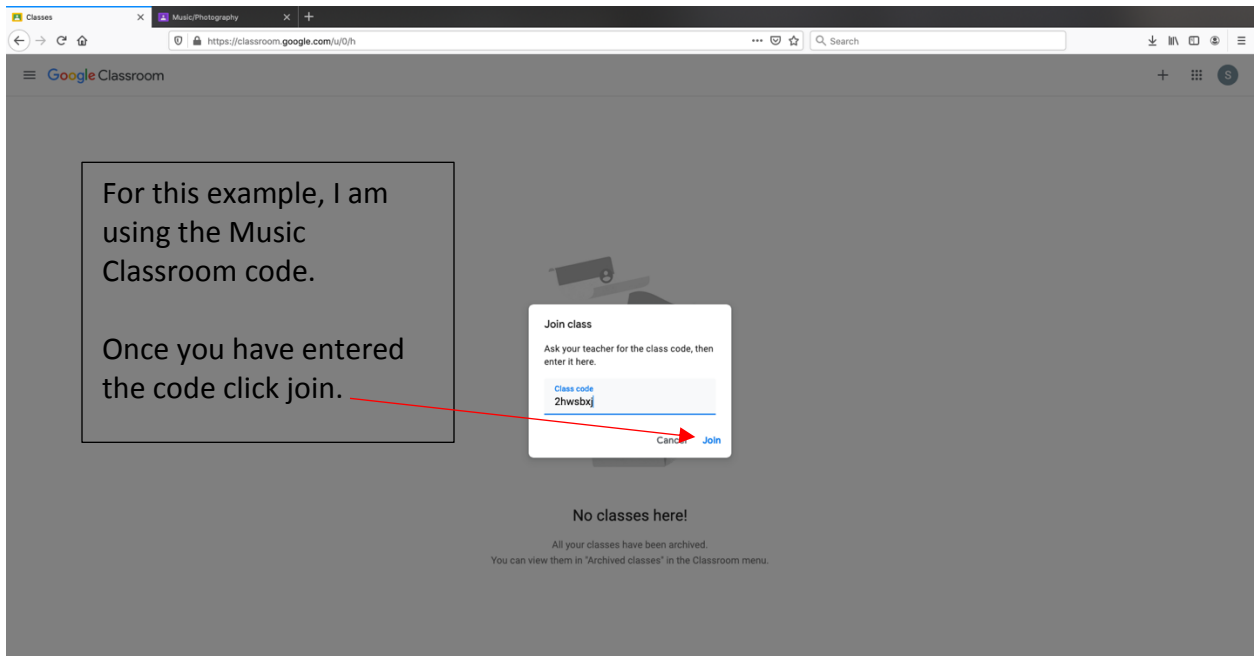 Classes
Music/Photography
https://classroom.google.com/u/0/h
Search
Google Classroom
S
For this example, I am
using the Music
Classroom code.
Once you have entered
the code click join.
Join class
Ask your teacher for the class code, then
enter it here.
Class code
2hwsbxj
Cancel Join
No classes here!
All your classes have been archived.
You can view them in "Archived classes" in the Classroom menu.